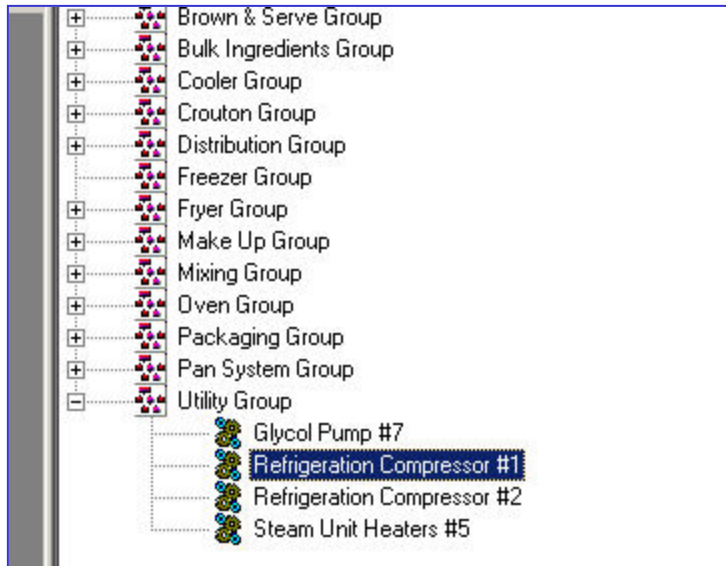 Brown & Serve Group
Bulk Ingredients Group
Cooler Group
Crouton Group
Distribution Group
Freezer Group
Fryer Group
Make Up Group
Mixing Group
Oven Group
Packaging Group
Pan System Group
Utility Group
Glycol Pump #7
Refrigeration Compressor #1
Refrigeration Compressor #2
Steam Unit Heaters #5